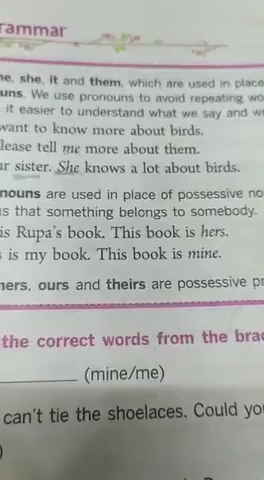 rammar
he, she, it and them, which are used in place
uns. We use pronouns to avoid repeating wo
it easier to understand what we say and w
want to know more about birds.
lease tell me more about them.
ur sister. She knows a lot about birds.
nouns are used in place of possessive no
s that something belongs to somebody.
is Rupa's book. This book is hers.
is my book. This book is mine.
hers, ours and theirs are possessive p
the correct words from the bra
(mine/me)
can't tie the shoelaces. Could yo
)